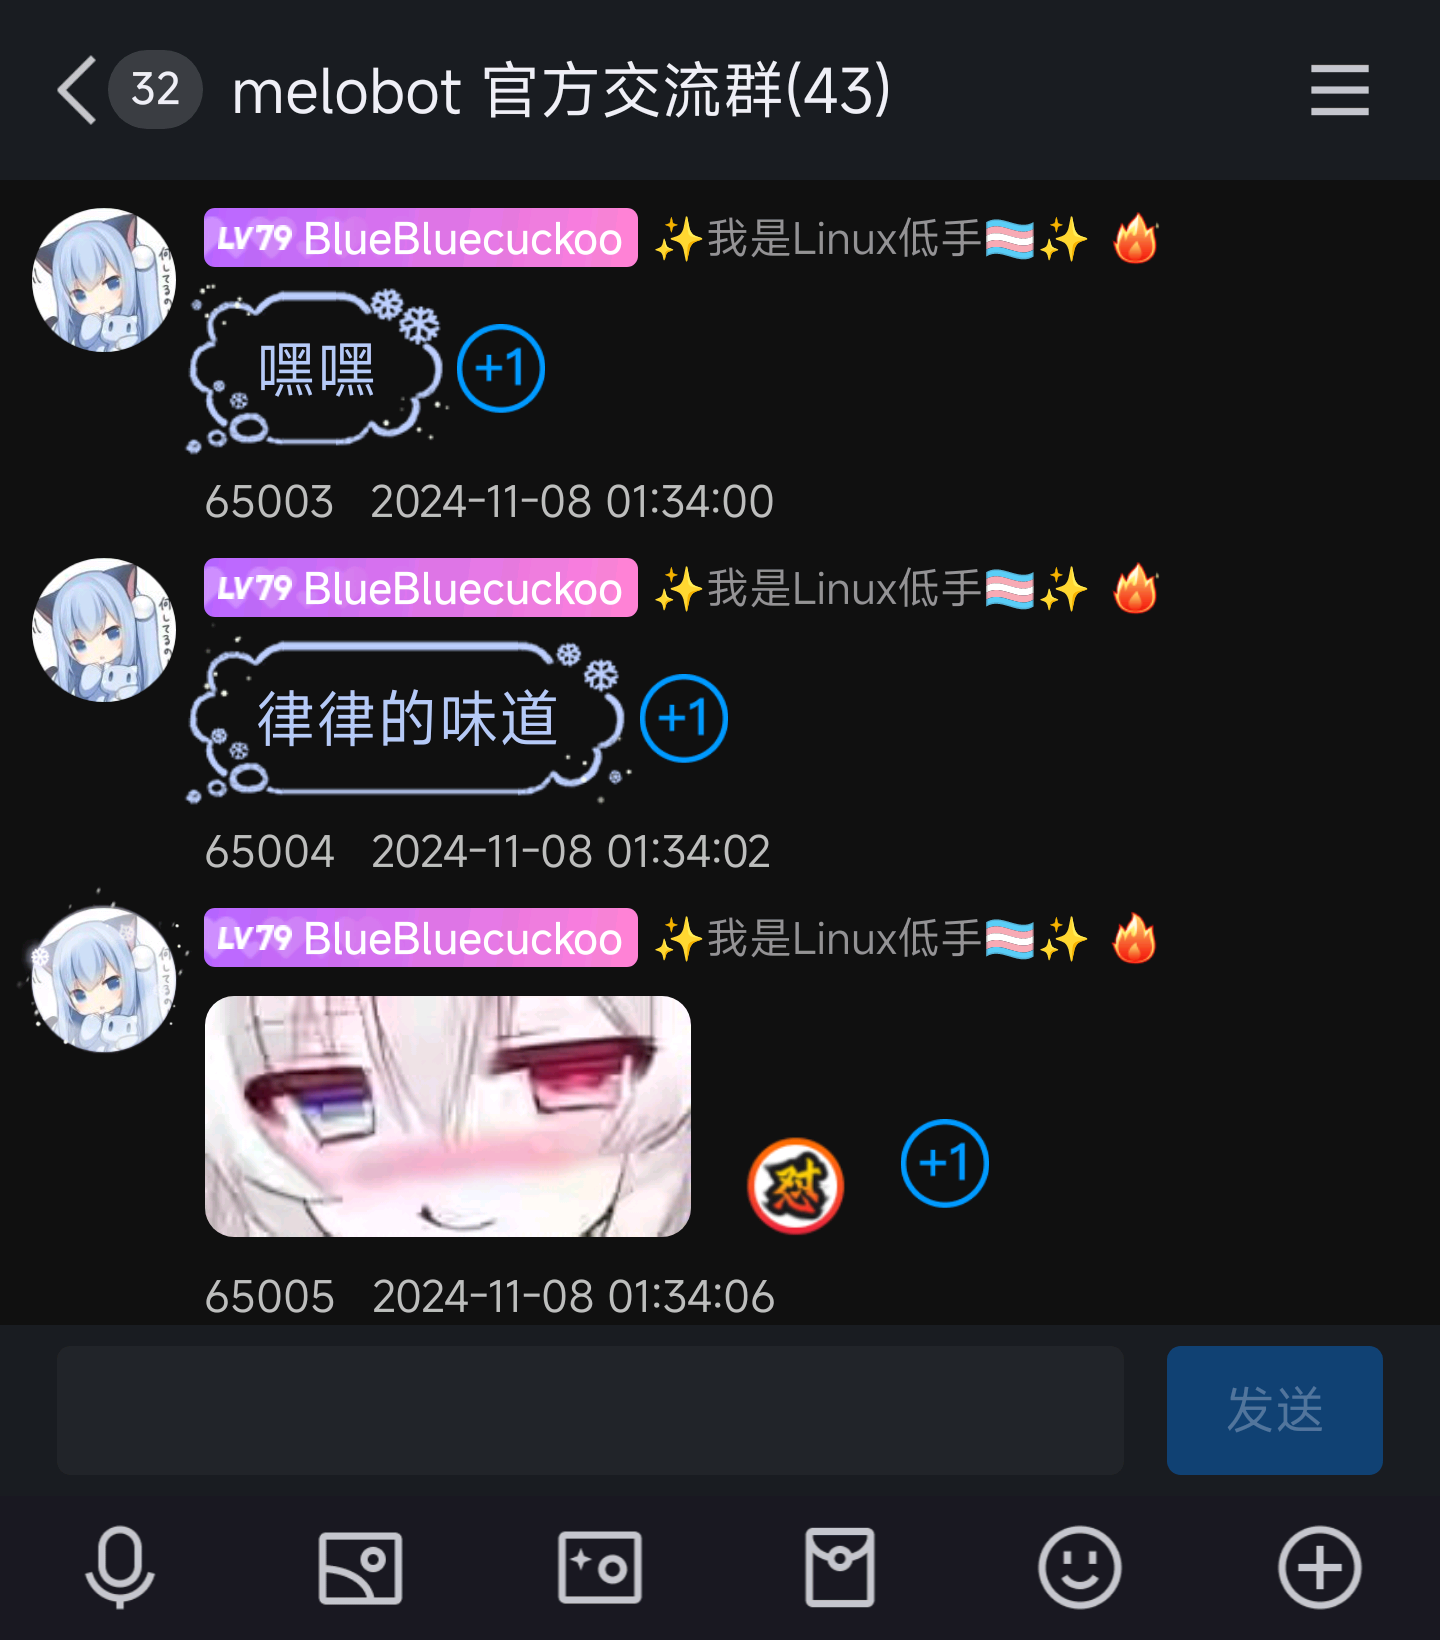 32 melobot 官方交流群(43)
LV79 BlueBluecuckoo ✨我是Linux低手🏳️‍⚧️✨ 🔥
嘿嘿 +1
65003 2024-11-08 01:34:00
LV79 BlueBluecuckoo ✨我是Linux低手🏳️‍⚧️✨ 🔥
律律的味道 +1
65004 2024-11-08 01:34:02
LV79 BlueBluecuckoo ✨我是Linux低手🏳️‍⚧️✨ 🔥
怼 +1
65005 2024-11-08 01:34:06
发送